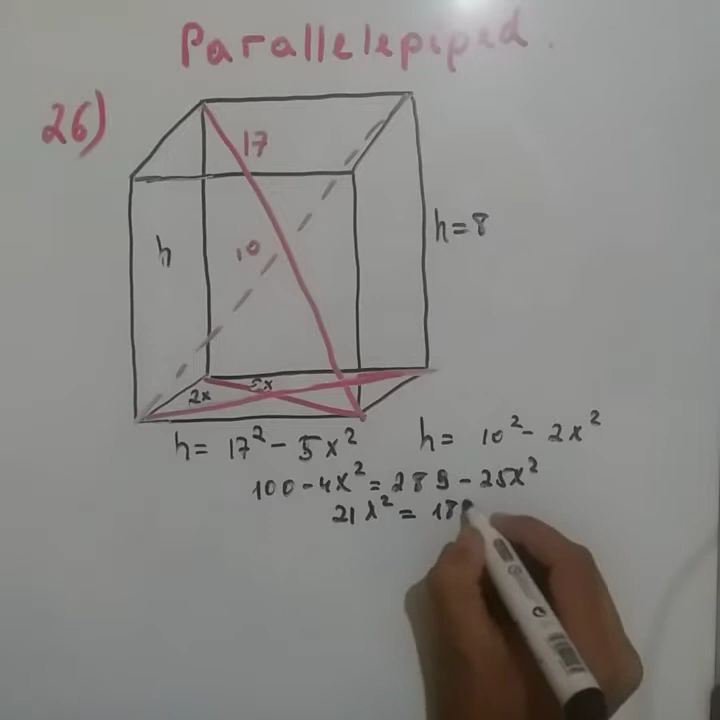 Parallelepiped.
26)
17
h
10
h=8
2x
5x
h= 17² - 5x²
h= 10² - 2x²
100-4x² = 289-25x²
21x² = 18